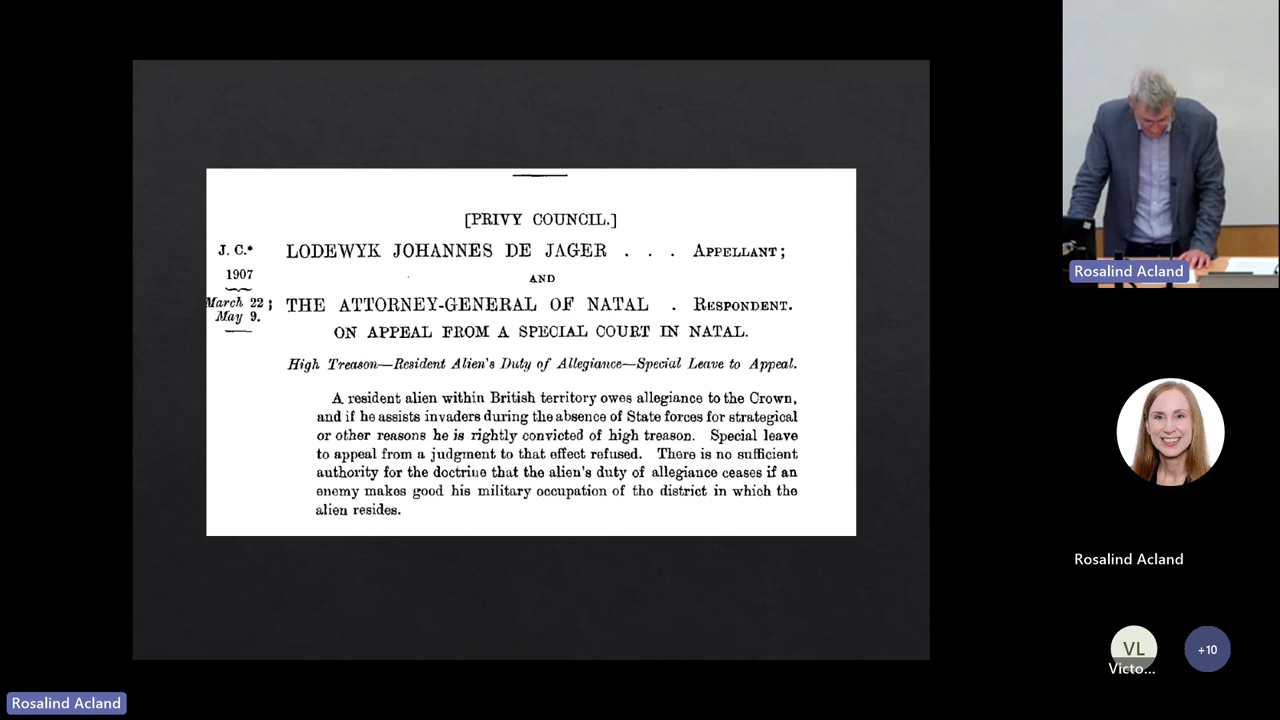 [PRIVY COUNCIL.]
J. C.* LODEWYK JOHANNES DE JAGER . . . APPELLANT;
1907 AND
March 22; THE ATTORNEY-GENERAL OF NATAL . RESPONDENT.
May 9.
ON APPEAL FROM A SPECIAL COURT IN NATAL.
High Treason—Resident Alien's Duty of Allegiance—Special Leave to Appeal.
A resident alien within British territory owes allegiance to the Crown,
and if he assists invaders during the absence of State forces for strategical
or other reasons he is rightly convicted of high treason. Special leave
to appeal from a judgment to that effect refused. There is no sufficient
authority for the doctrine that the alien's duty of allegiance ceases if an
enemy makes good his military occupation of the district in which the
alien resides.
Rosalind Acland
Rosalind Acland
VL
Victo...
+10
Rosalind Acland